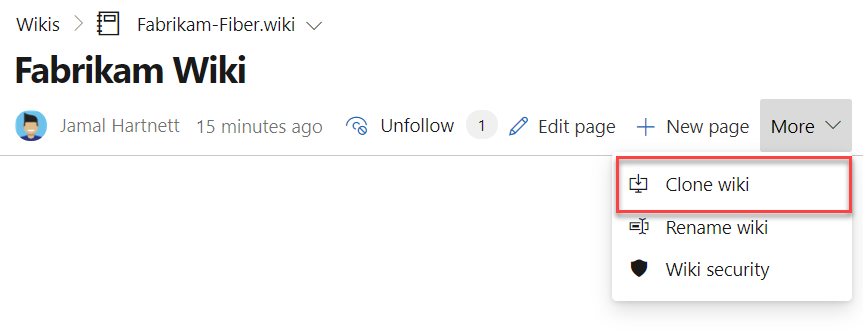 Wikis > Fabrikam-Fiber.wiki
Fabrikam Wiki
Jamal Hartnett 15 minutes ago Unfollow 1 Edit page + New page More
Clone wiki
Rename wiki
Wiki security